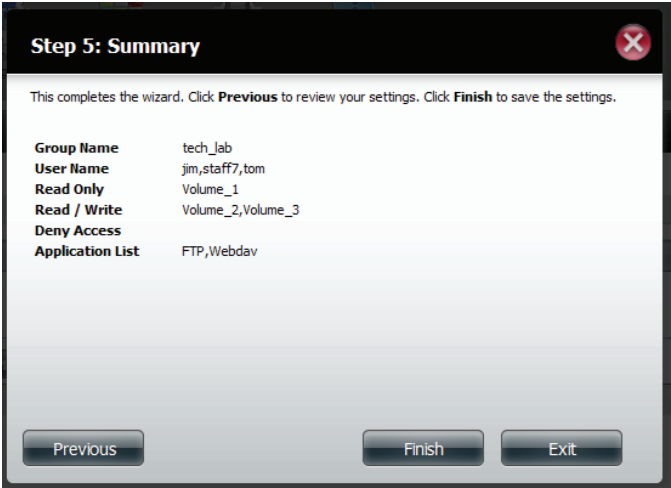 Step 5: Summary
This completes the wizard. Click Previous to review your settings. Click Finish to save the settings.
Group Name tech_lab
User Name jim,staff7,tom
Read Only Volume_1
Read / Write Volume_2,Volume_3
Deny Access
Application List FTP,Webdav
Previous Finish Exit